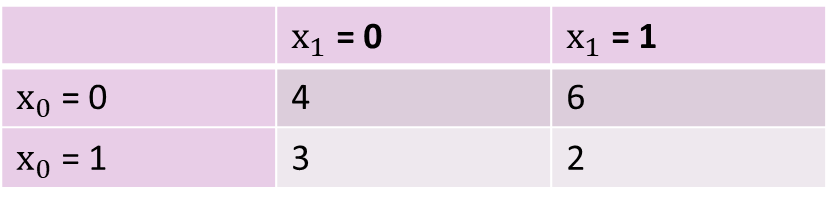 x₁ = 0 x₁ = 1
x₀ = 0 4 6
x₀ = 1 3 2